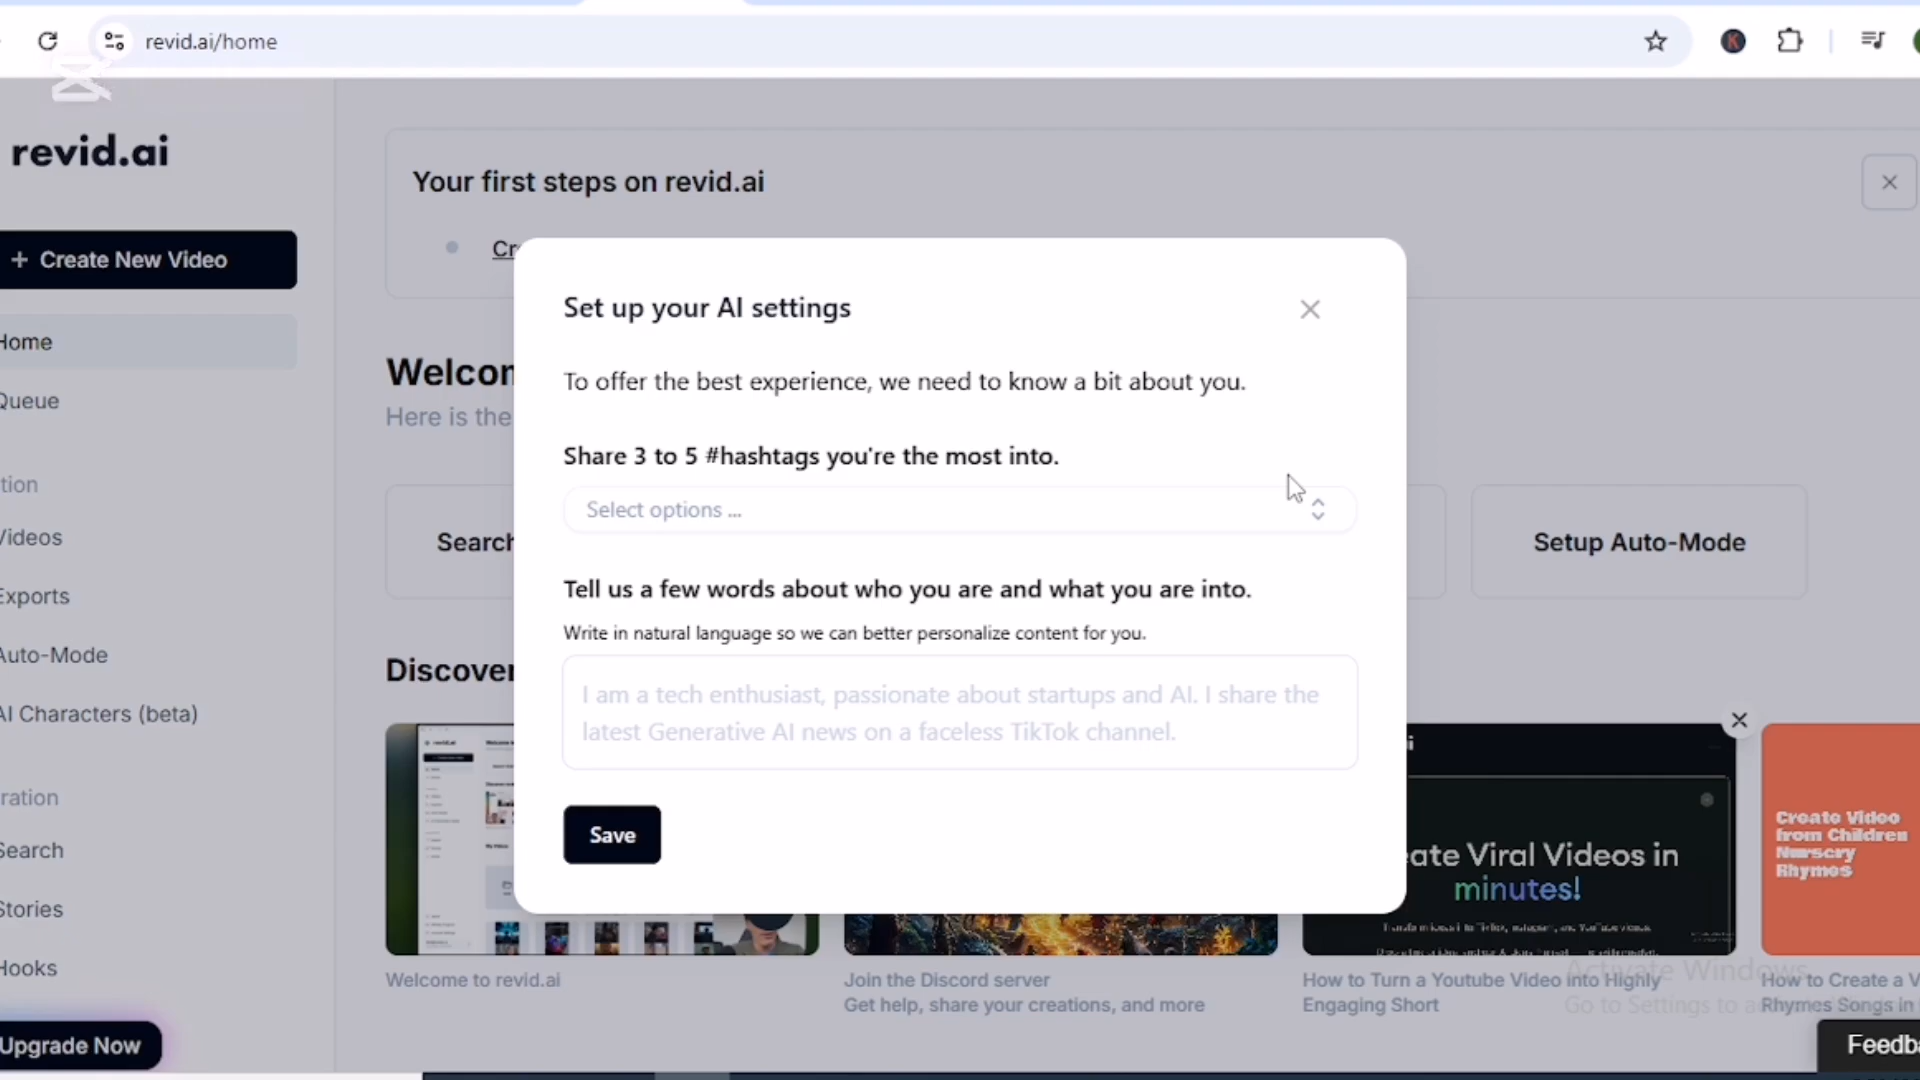 revid.ai/home
revid.ai
+ Create New Video
Home
Queue
tion
Videos
Exports
Auto-Mode
AI Characters (beta)
ration
Search
Stories
Hooks
Upgrade Now
Your first steps on revid.ai
Cr
Welcom
Here is the
Search
Setup Auto-Mode
Discover
Set up your AI settings
To offer the best experience, we need to know a bit about you.
Share 3 to 5 #hashtags you're the most into.
Select options ...
Tell us a few words about who you are and what you are into.
Write in natural language so we can better personalize content for you.
I am a tech enthusiast, passionate about startups and AI. I share the
latest Generative AI news on a faceless TikTok channel.
Save
ate Viral Videos in
minutes!
Create Video
from Children
Nursery
Rhymes
Welcome to revid.ai
Join the Discord server
Get help, share your creations, and more
How to Turn a Youtube Video into Highly
Engaging Short
How to Create a V
Rhymes Songs in
Activate Windows
Go to Settings to a
Feedba